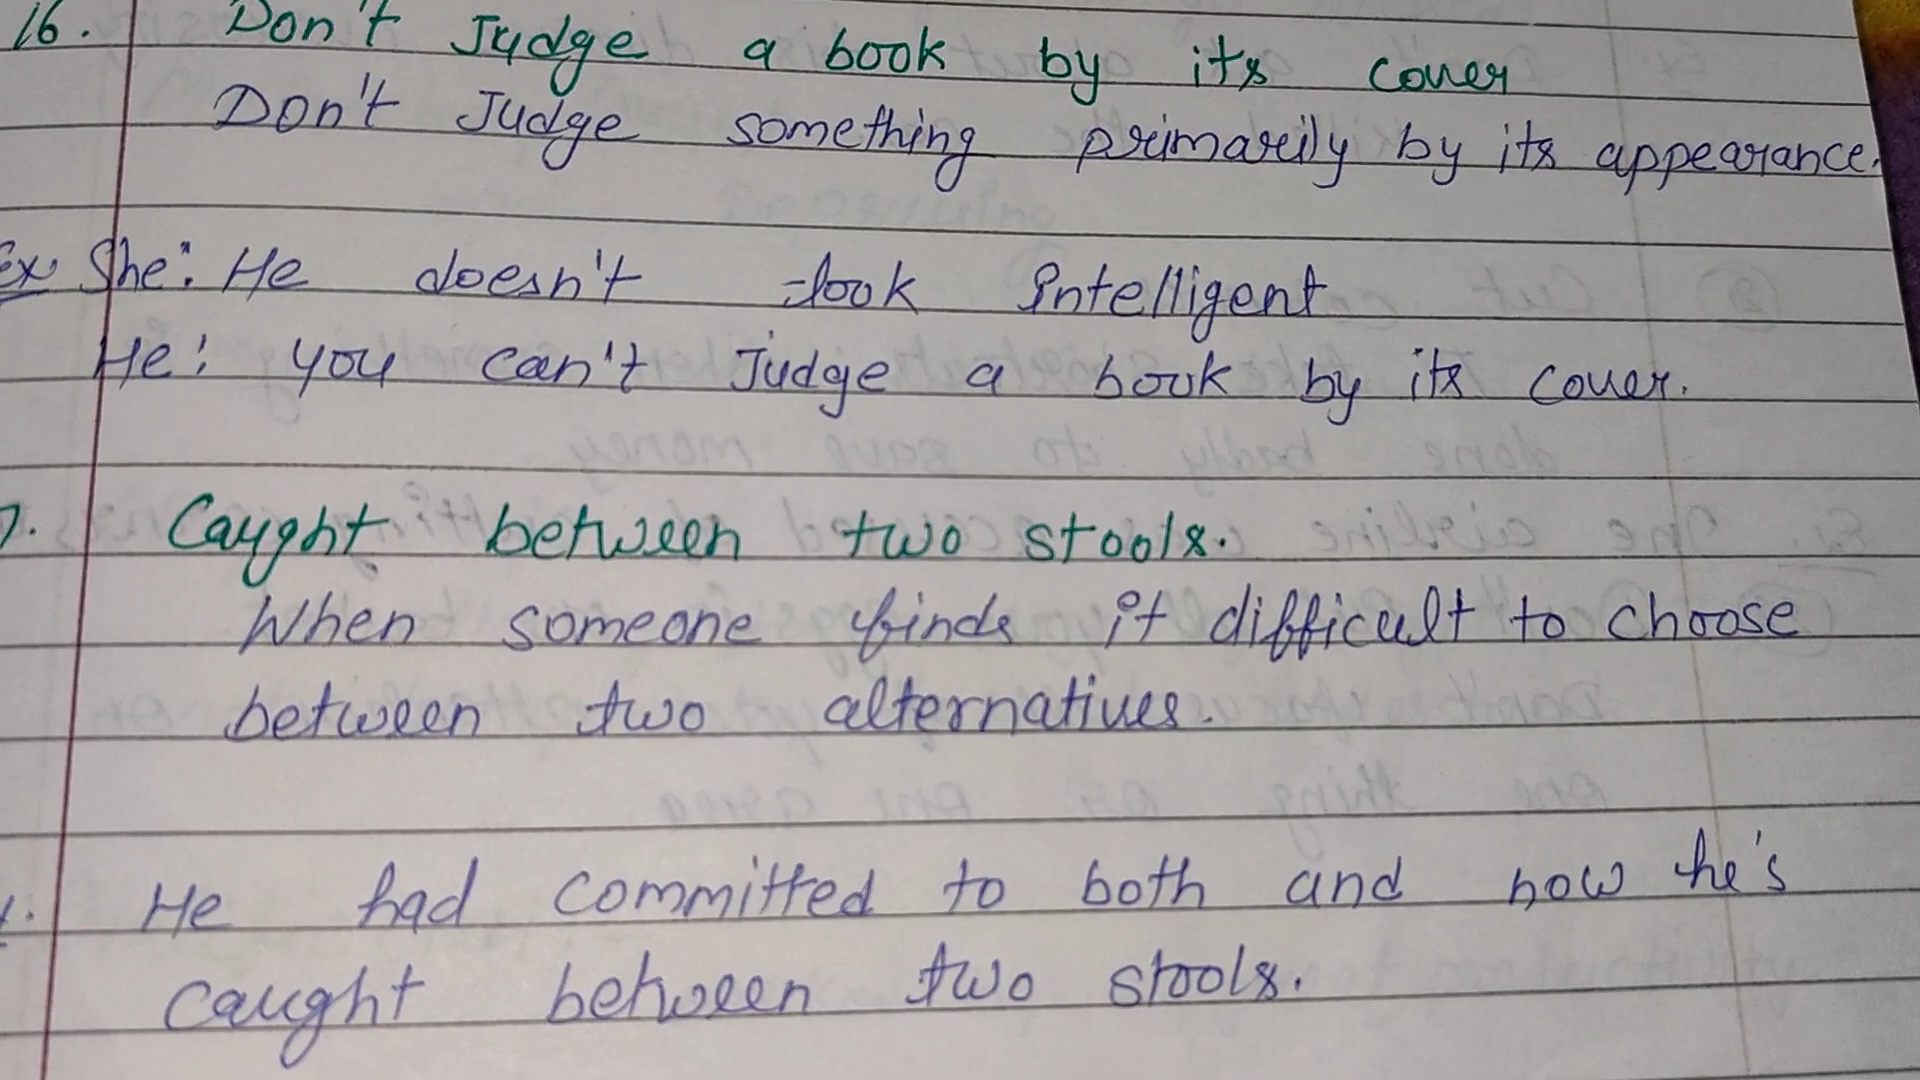 16. Don't Judge a book by its cover
Don't Judge something primarily by its appearance.
Ex She: He doesn't look Intelligent
He: you can't Judge a book by its cover.
7. Caught between two stools.
When someone finds it difficult to choose
between two alternatives.
He had committed to both and now he's
caught between two stools.